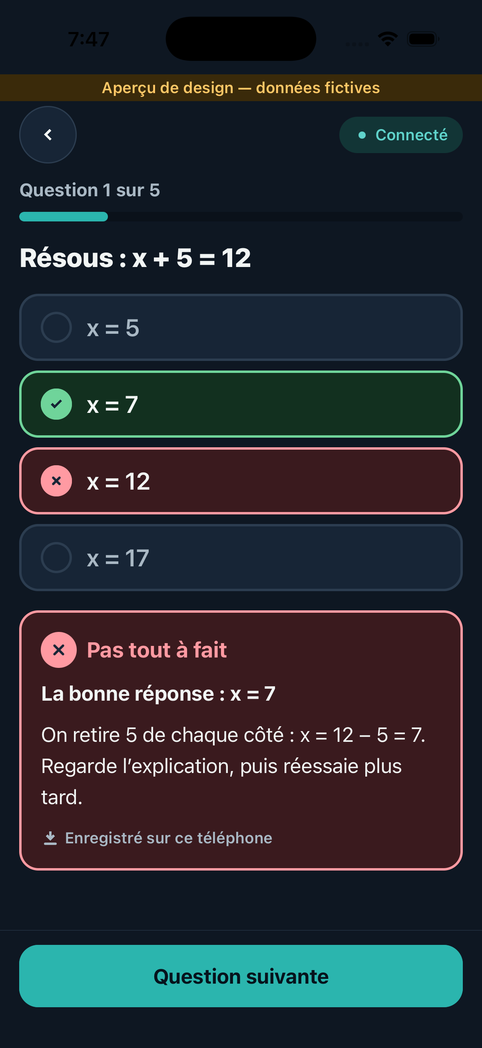 7:47
Aperçu de design — données fictives
Connecté
Question 1 sur 5
Résous : x + 5 = 12
x = 5
x = 7
x = 12
x = 17
Pas tout à fait
La bonne réponse : x = 7
On retire 5 de chaque côté : x = 12 – 5 = 7.
Regarde l’explication, puis réessaie plus
tard.
Enregistré sur ce téléphone
Question suivante